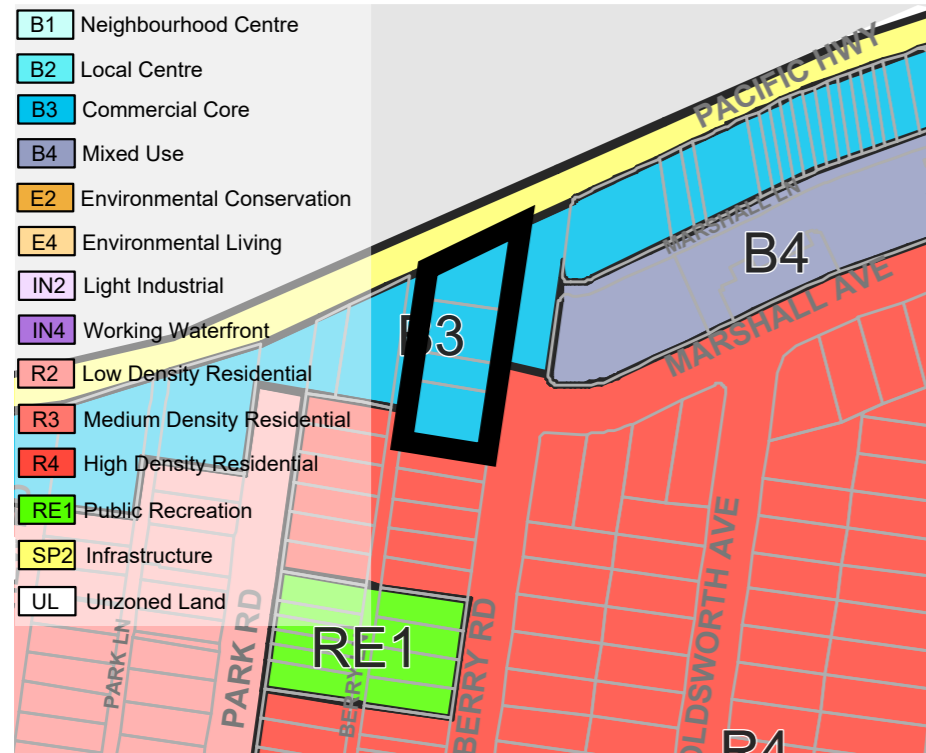 B1 Neighbourhood Centre
B2 Local Centre
B3 Commercial Core
B4 Mixed Use
E2 Environmental Conservation
E4 Environmental Living
IN2 Light Industrial
IN4 Working Waterfront
R2 Low Density Residential
R3 Medium Density Residential
R4 High Density Residential
RE1 Public Recreation
SP2 Infrastructure
UL Unzoned Land
PACIFIC HWY
MARSHALL LN
B4
MARSHALL AVE
B3
RE1
PARK LN
PARK RD
BERRY
BERRY RD
OLDSWORTH AVE
R4